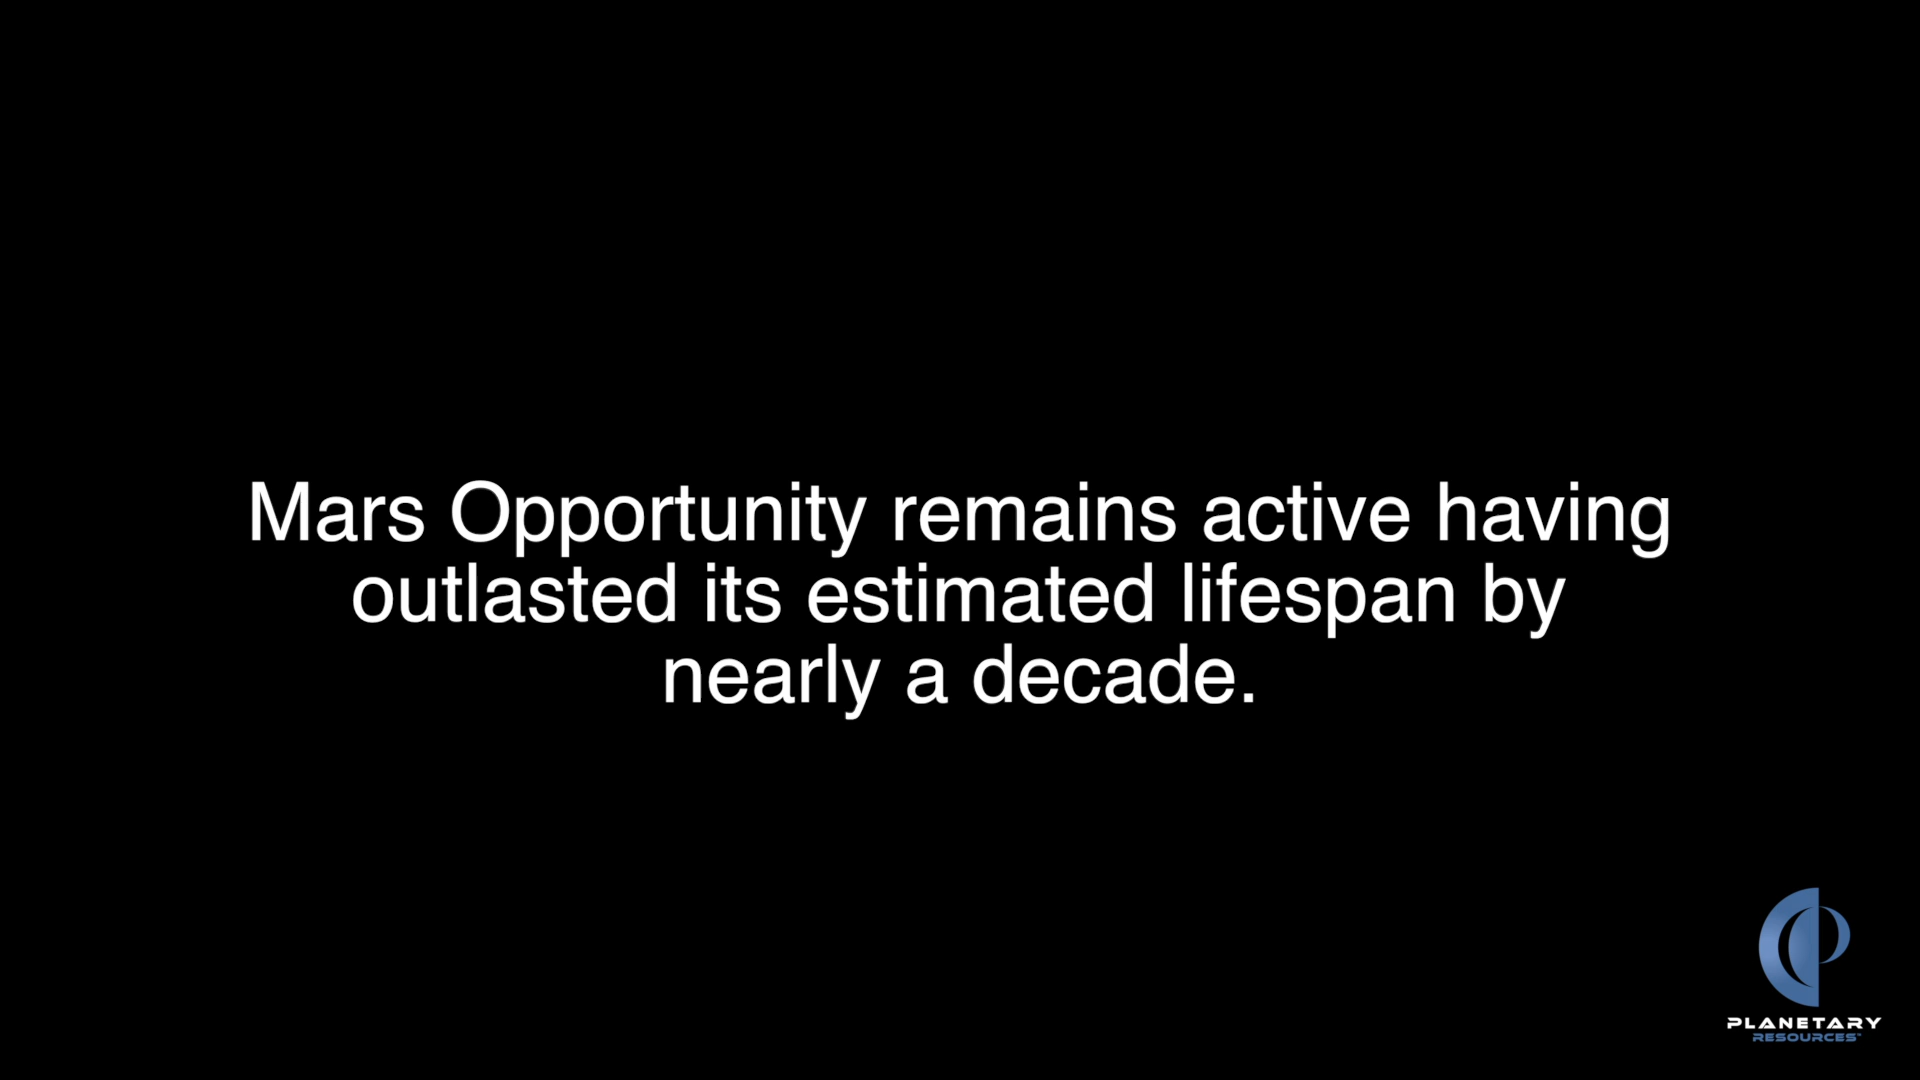 Mars Opportunity remains active having
outlasted its estimated lifespan by
nearly a decade.
PLANETARY
RESOURCES